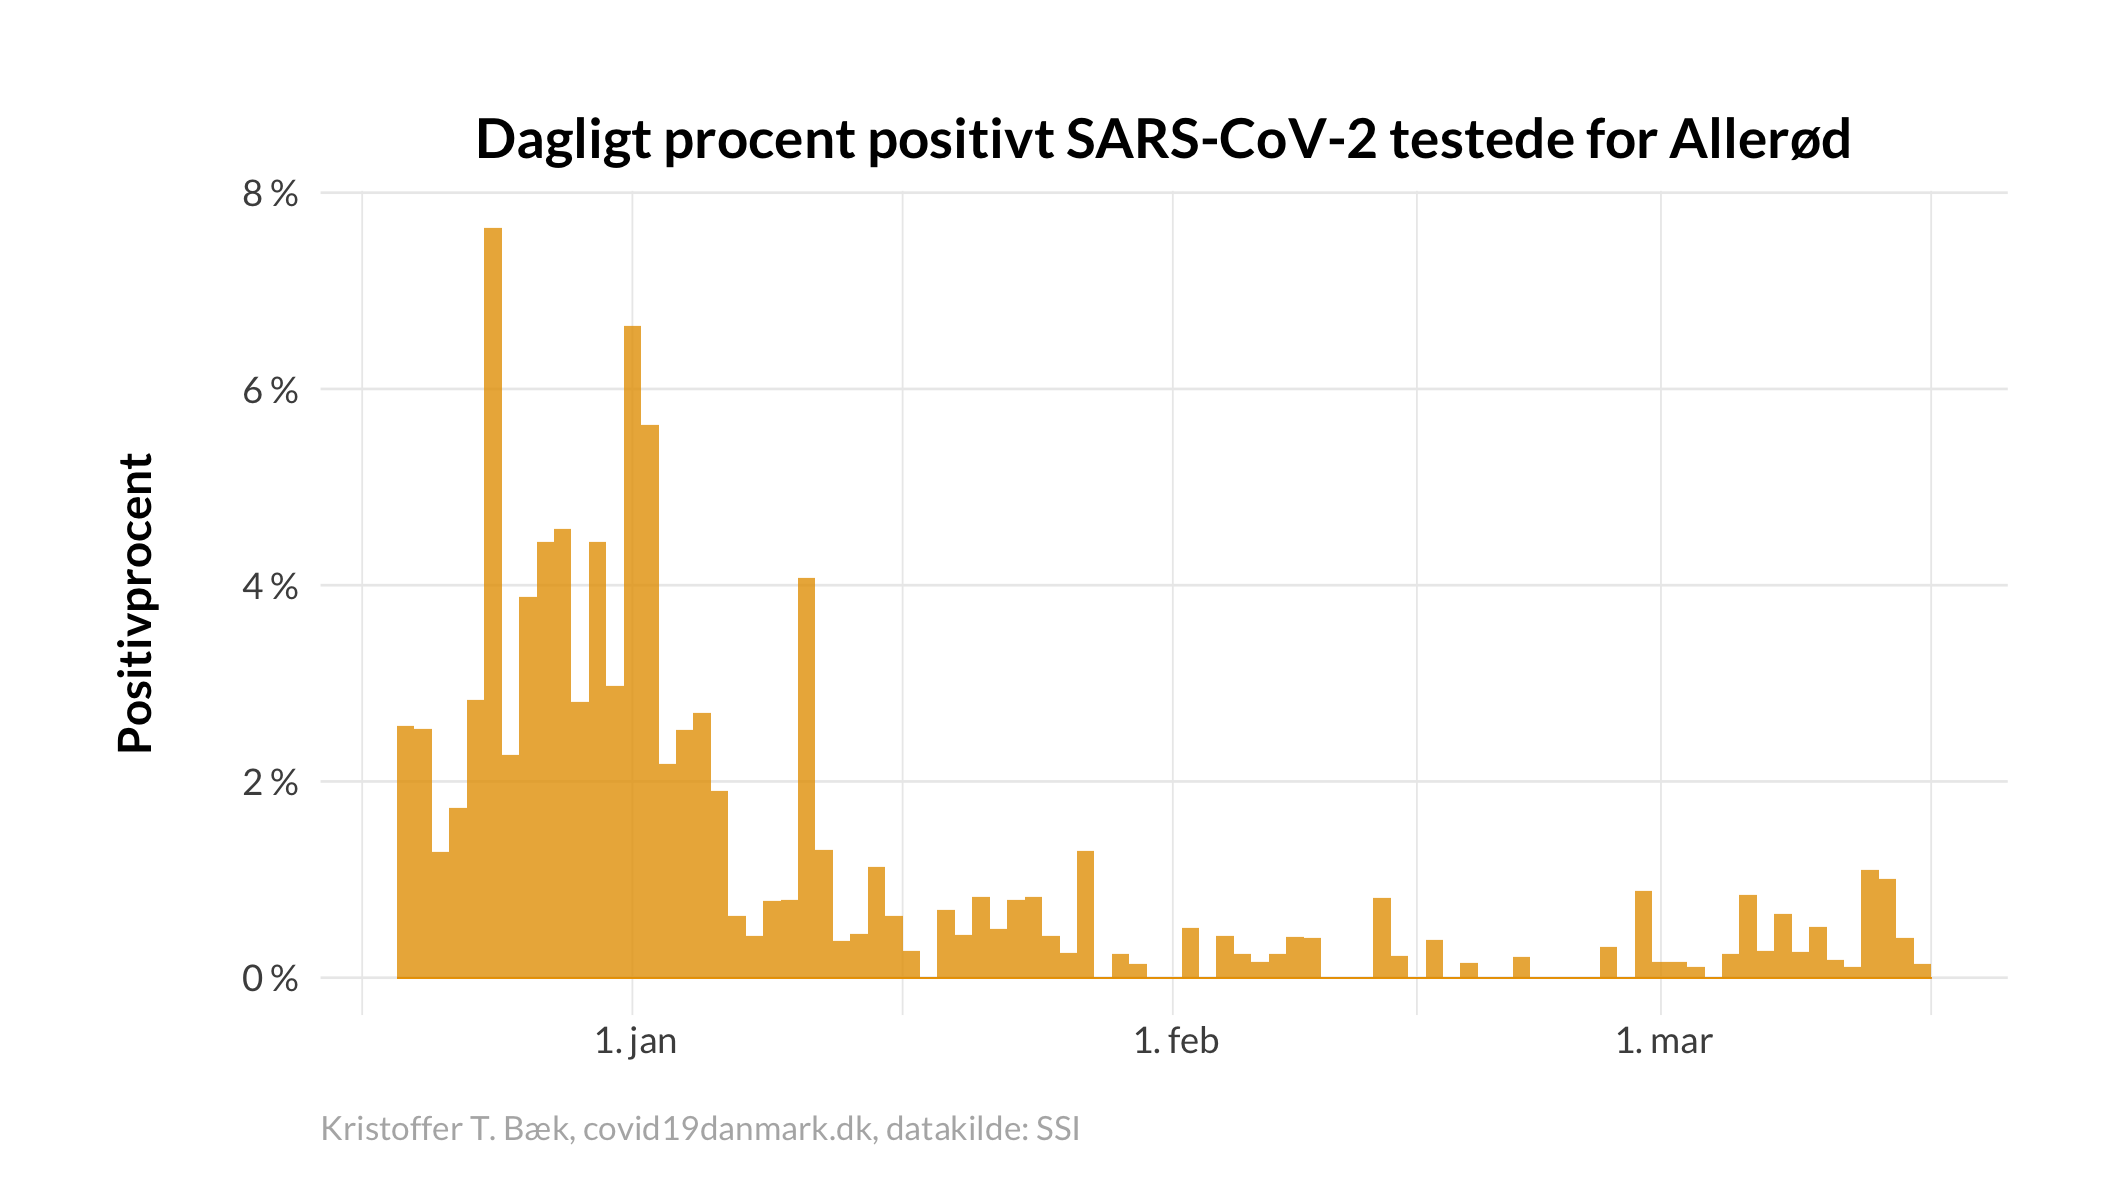 Dagligt procent positivt SARS-CoV-2 testede for Allerød
8 %
6 %
4 %
2 %
0 %
Positivprocent
1. jan
1. feb
1. mar
Kristoffer T. Bæk, covid19danmark.dk, datakilde: SSI